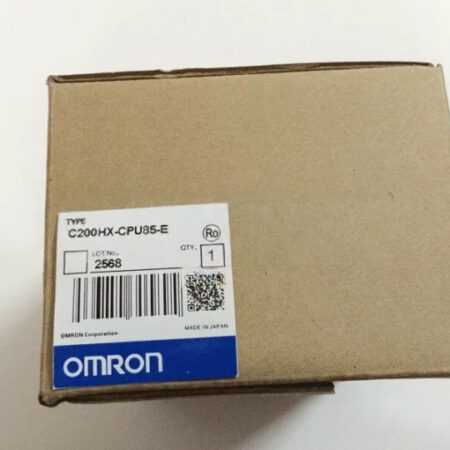 TYPE
C200HX-CPU85-E
Ro
LOT No.
QTY.
2568
1
OMRON Corporation
MADE IN JAPAN
OMRON